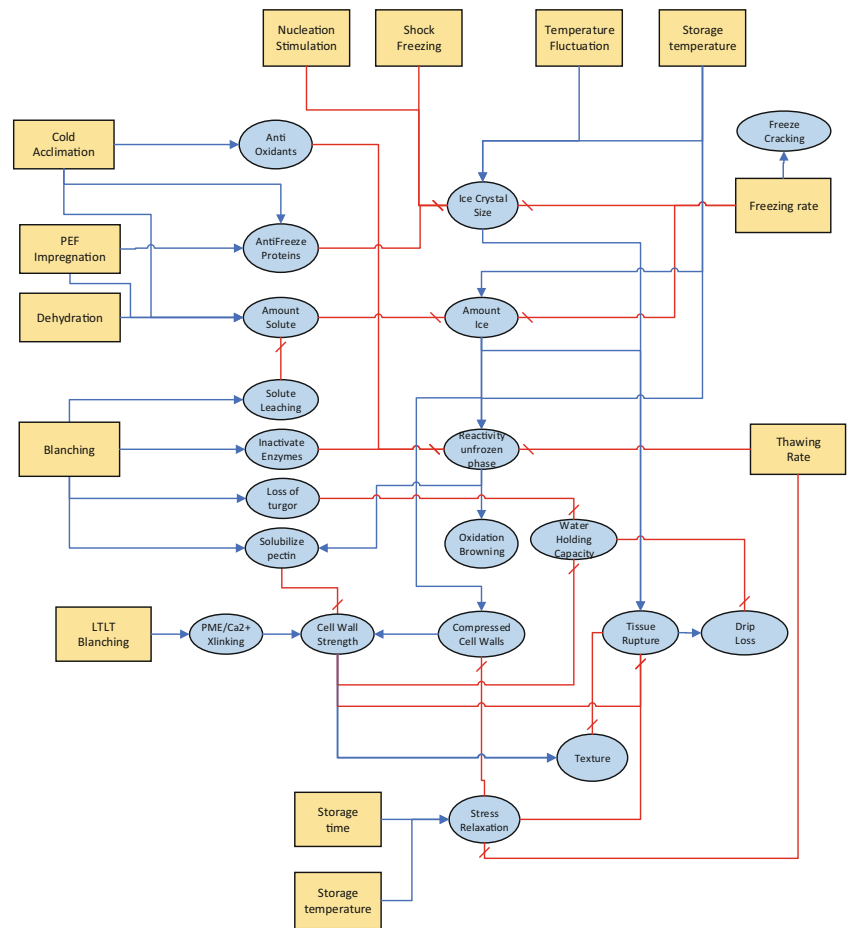 Nucleation
Stimulation
Shock
Freezing
Temperature
Fluctuation
Storage
temperature
Cold
Acclimation
Anti
Oxidants
Freeze
Cracking
Ice Crystal
Size
Freezing rate
PEF
Impregnation
AntiFreeze
Proteins
Dehydration
Amount
Solute
Amount
Ice
Solute
Leaching
Blanching
Inactivate
Enzymes
Reactivity
unfrozen
phase
Thawing
Rate
Loss of
turgor
Solubilize
pectin
Oxidation
Browning
Water
Holding
Capacity
LTLT
Blanching
PME/Ca2+
Xlinking
Cell Wall
Strength
Compressed
Cell Walls
Tissue
Rupture
Drip
Loss
Texture
Storage
time
Stress
Relaxation
Storage
temperature